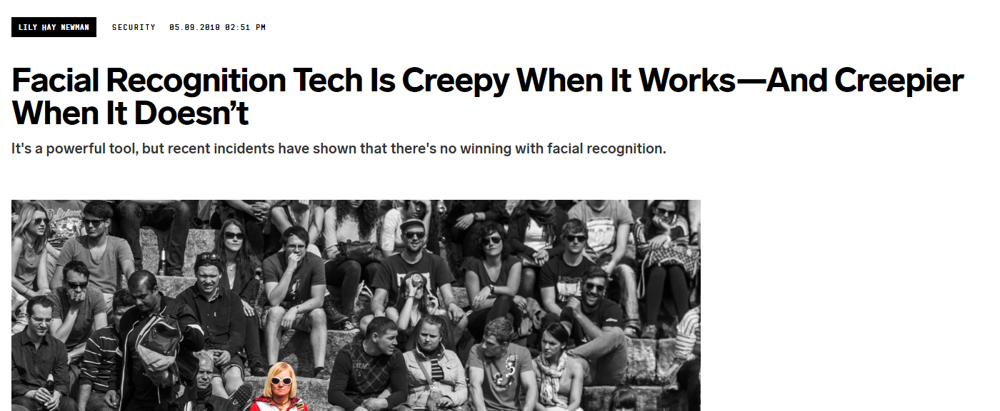 LILY HAY NEWMAN SECURITY 05.09.2018 02:51 PM
Facial Recognition Tech Is Creepy When It Works—And Creepier
When It Doesn’t
It's a powerful tool, but recent incidents have shown that there's no winning with facial recognition.